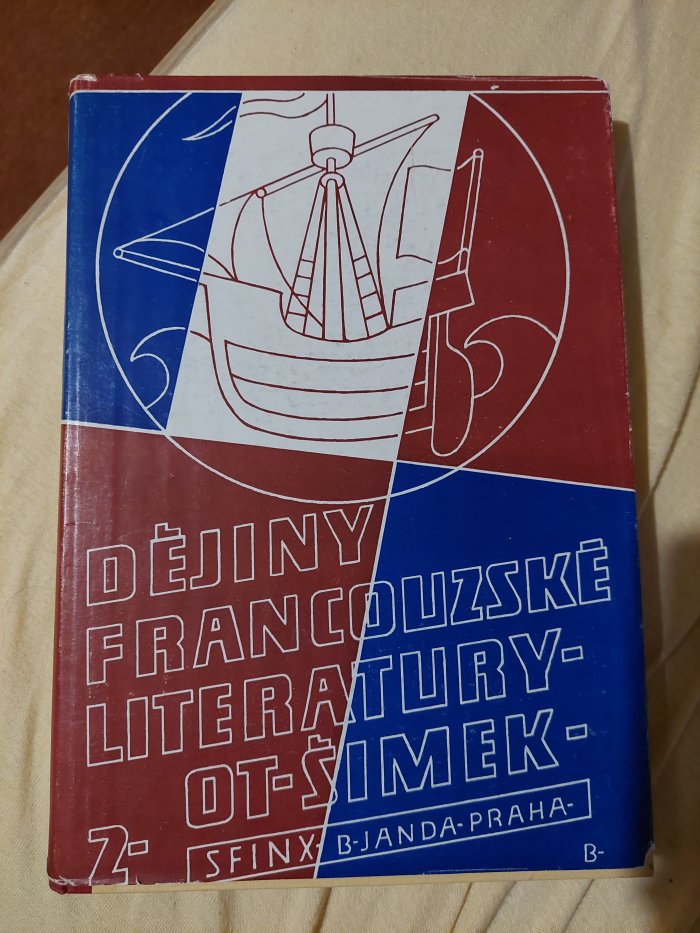 DĚJINY
FRANCOUZSKÉ
LITERATURY-
OT-ŠIMEK-
2- SFINX-B-JANDA-PRAHA-
B-